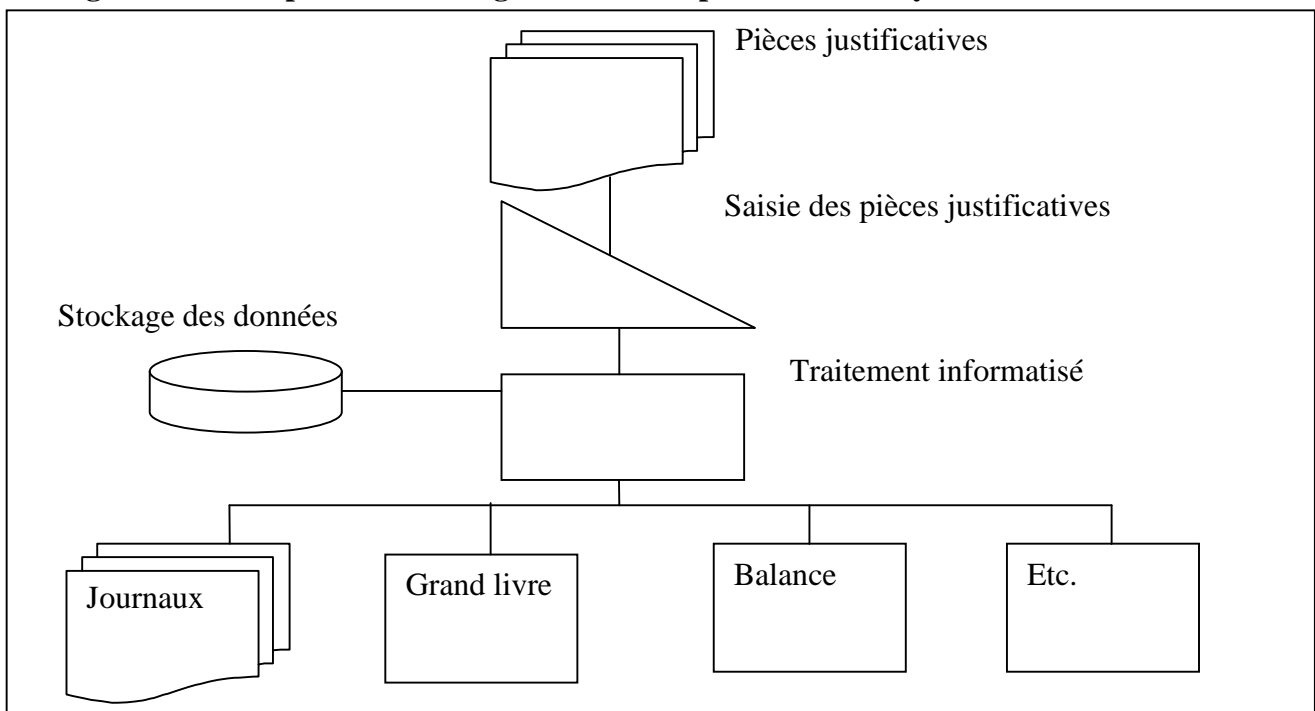 Pièces justificatives
Saisie des pièces justificatives
Stockage des données
Traitement informatisé
Journaux
Grand livre
Balance
Etc.